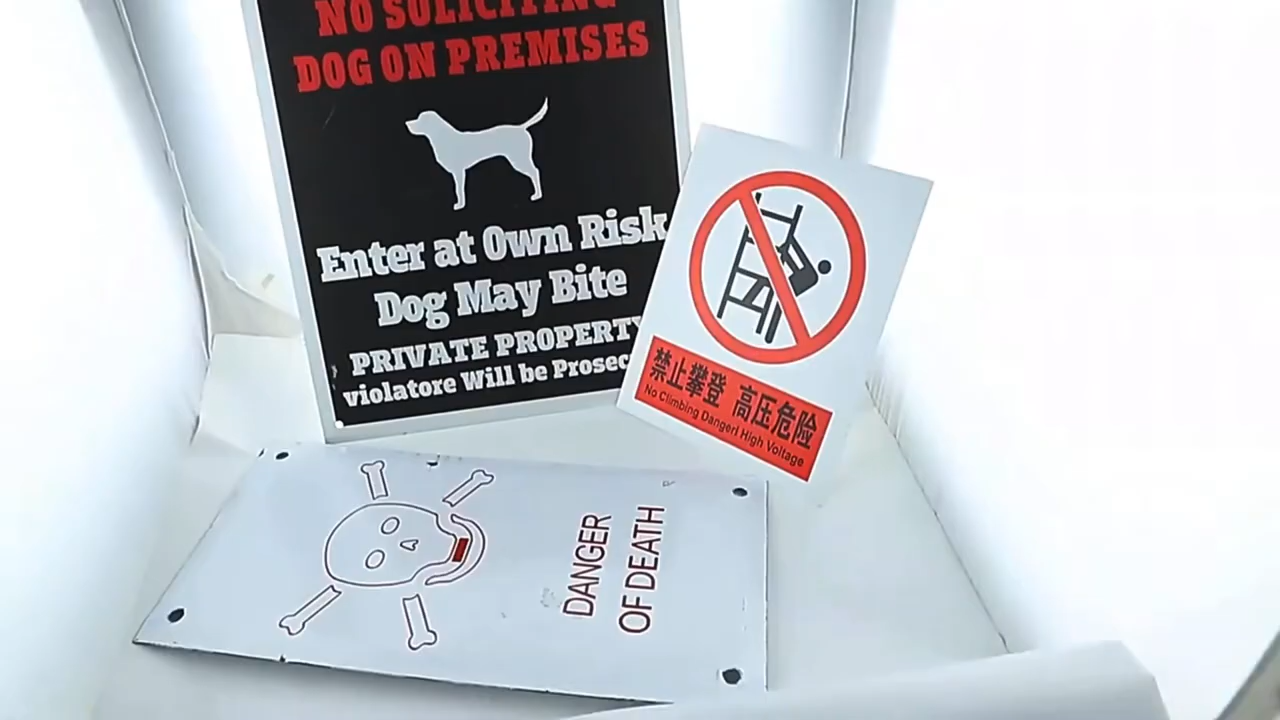 NO SOLICITING
DOG ON PREMISES
Enter at Own Risk
Dog May Bite
PRIVATE PROPERTY
violatore Will be Prosec
禁止攀登 高压危险
No Climbing Danger! High Voltage
DANGER
OF DEATH